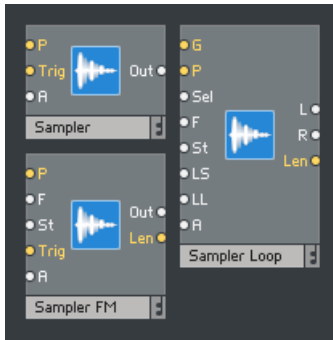 P
Trig
A
Out
Sampler
P
F
St
Trig
A
Out
Len
Sampler FM
G
P
Sel
F
St
LS
LL
A
L
R
Len
Sampler Loop